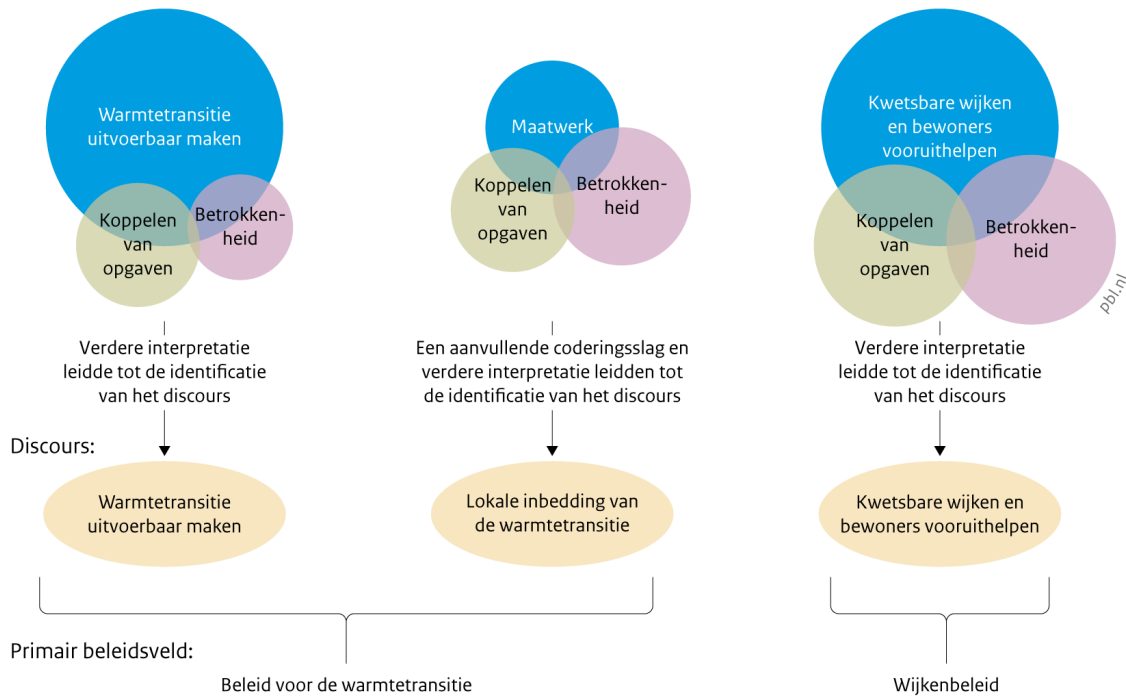 Warmtetransitie
uitvoerbaar maken
Koppelen
van
opgaven
Betrokken-
heid
Maatwerk
Koppelen
van
opgaven
Betrokken-
heid
Kwetsbare wijken
en bewoners
vooruithelpen
Koppelen
van
opgaven
Betrokken-
heid
pbl.nl
Verdere interpretatie
leidde tot de identificatie
van het discours
Een aanvullende coderingsslag en
verdere interpretatie leidden tot
de identificatie van het discours
Verdere interpretatie
leidde tot de identificatie
van het discours
Discours:
Warmtetransitie
uitvoerbaar maken
Lokale inbedding van
de warmtetransitie
Kwetsbare wijken en
bewoners vooruithelpen
Primair beleidsveld:
Beleid voor de warmtetransitie
Wijkenbeleid